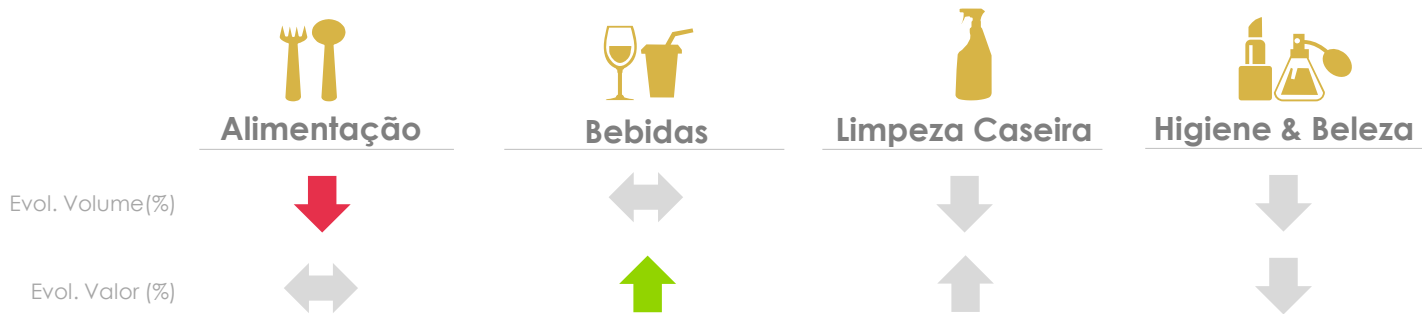 Alimentação
Bebidas
Limpeza Caseira
Higiene & Beleza
Evol. Volume(%)
Evol. Valor (%)